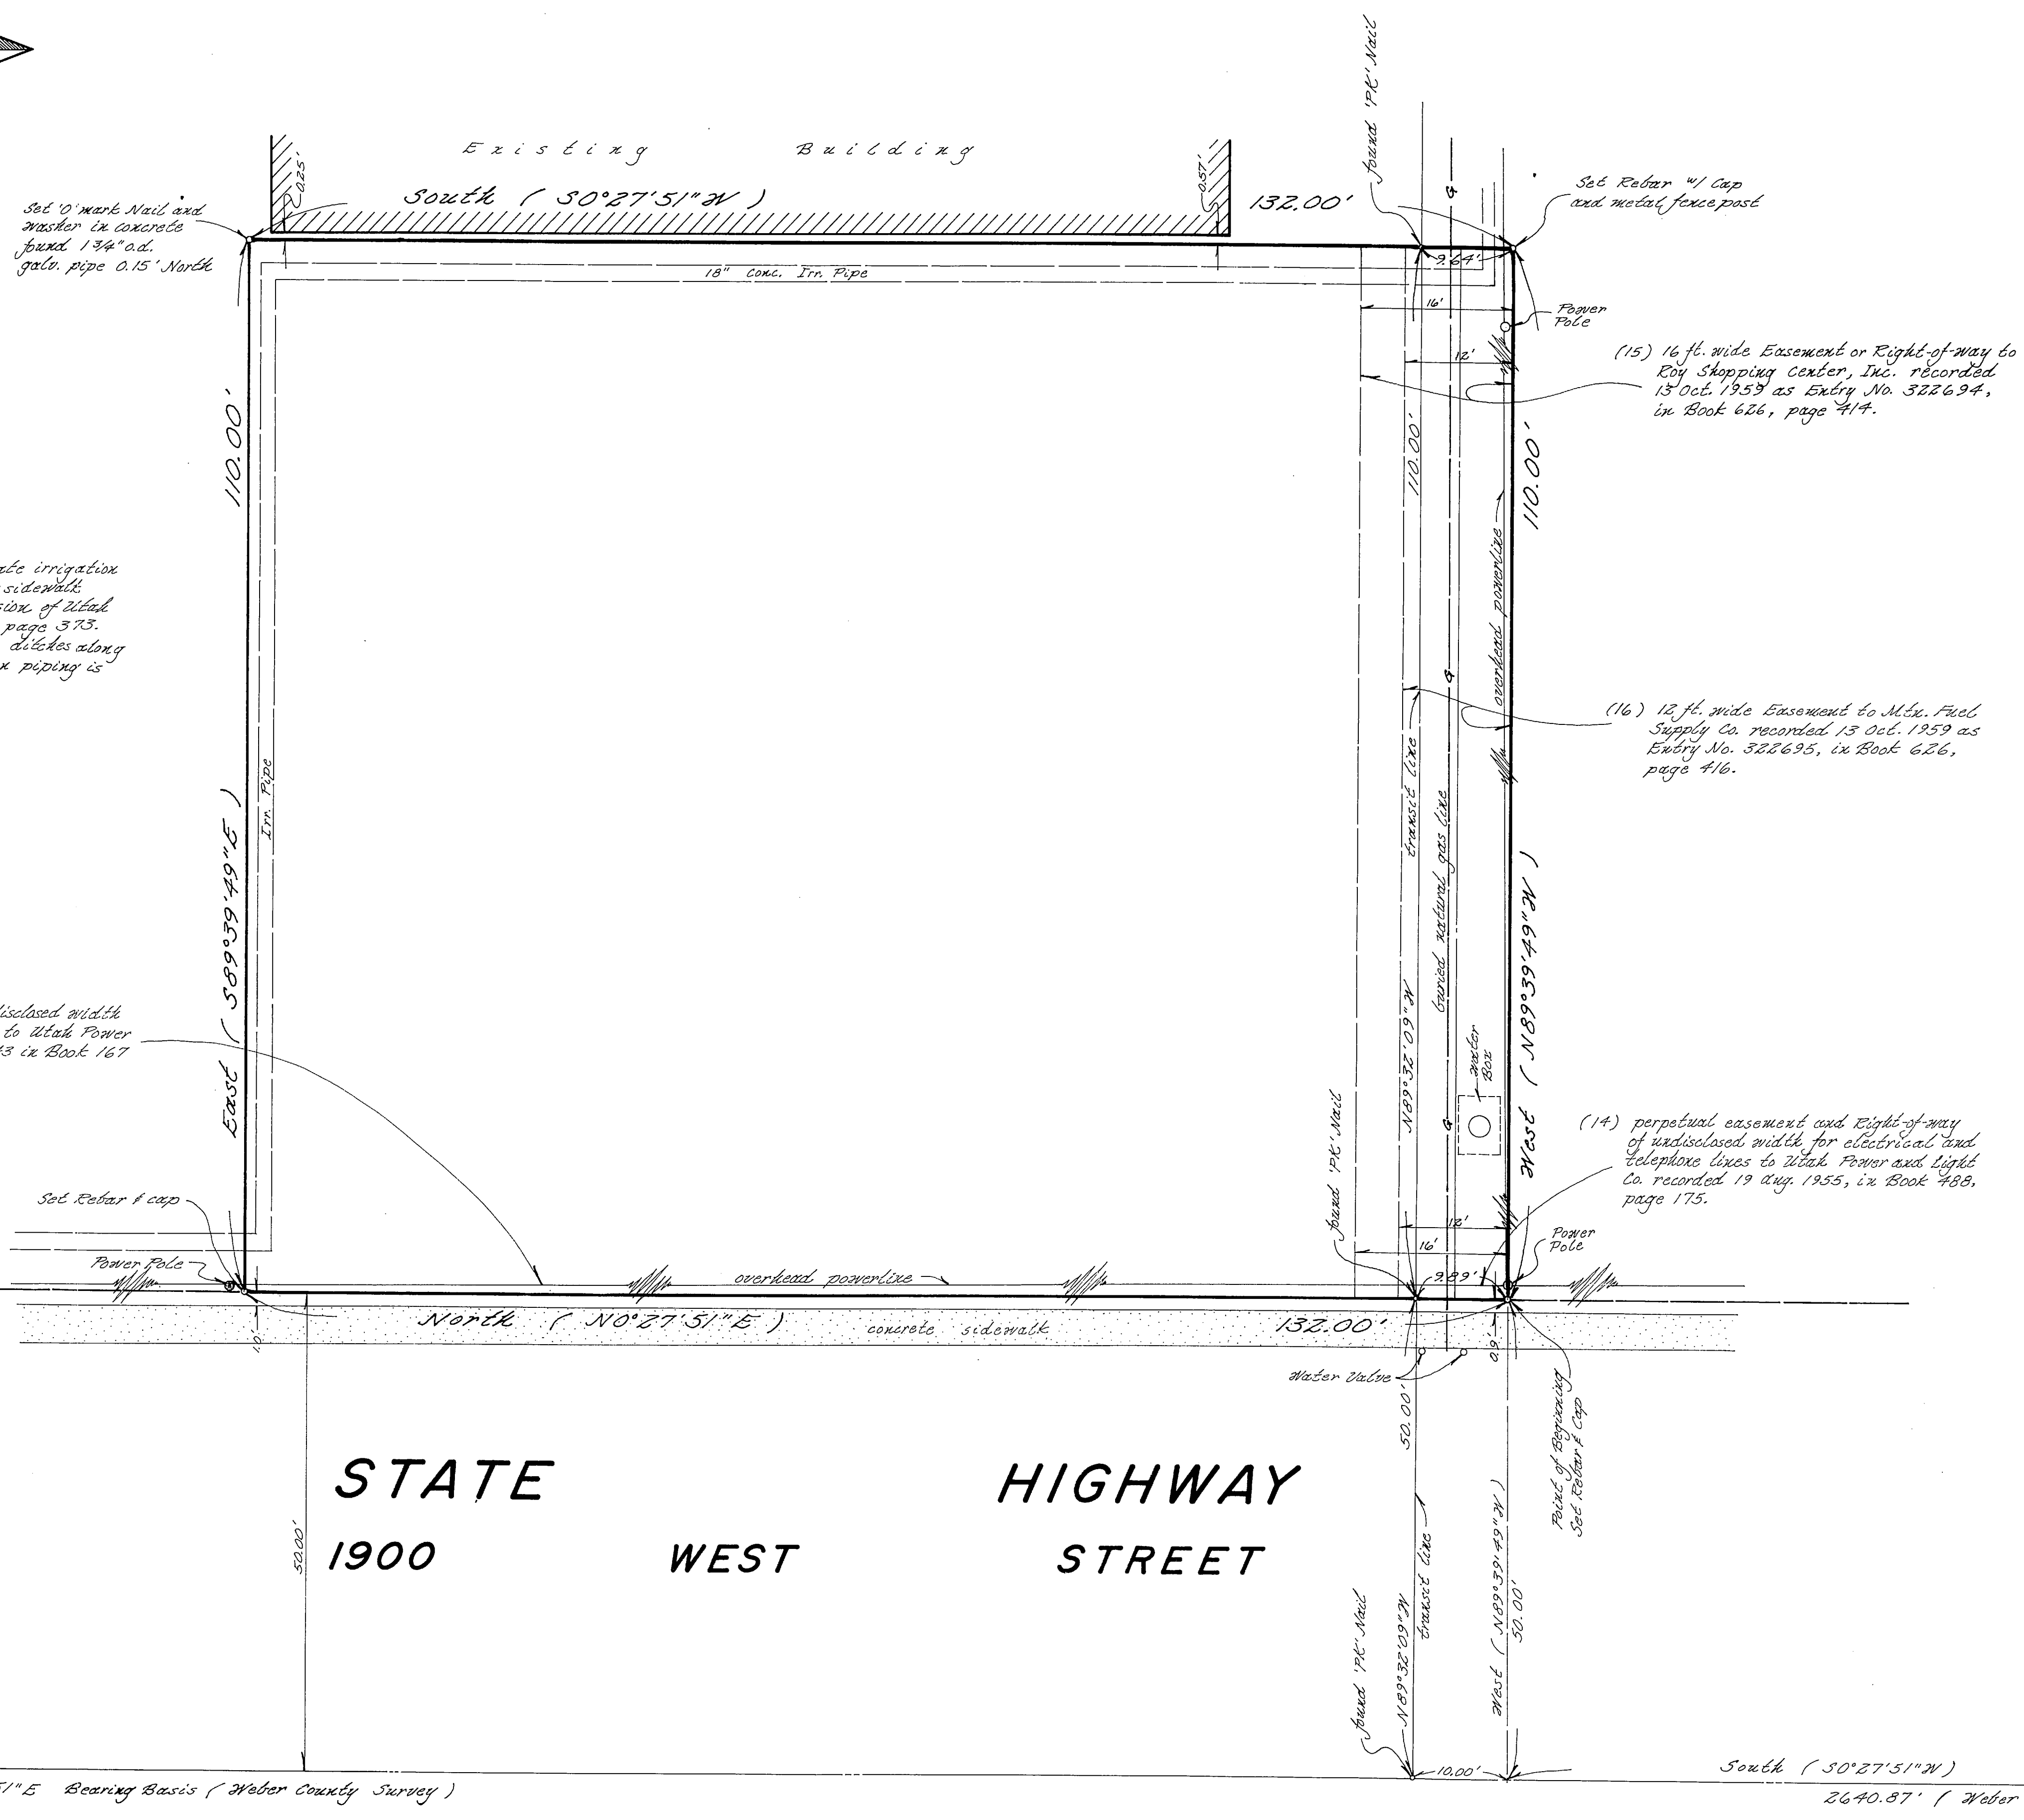 found 'PK' Nail
Existing Building
0.25'
0.57'
South ( S0°27'51"W )
132.00'
Set Rebar w/ Cap
and metal fence post
Set 'O' mark Nail and
washer in concrete
found 1 3/4" o.d.
galv. pipe 0.15' North
18" Conc. Irr. Pipe
9.64'
16'
Power
Pole
12'
(15) 16 ft. wide Easement or Right-of-way to
Roy Shopping Center, Inc. recorded
13 Oct. 1959 as Entry No. 322694,
in Book 626, page 414.
110.00'
110.00'
110.00'
overhead powerline
ate irrigation
sidewalk
sion of Utah
page 373.
ditches along
n piping is
(16) 12 ft. wide Easement to Mtn. Fuel
Supply Co. recorded 13 Oct. 1959 as
Entry No. 322695, in Book 626,
page 416.
Irr. Pipe
transit line
buried natural gas line
G
G
G
East ( S89°39'49"E )
N89°32'09"W
West ( N89°39'49"W )
isclosed width
to Utah Power
3 in Book 167
Water
Box
found 'PK' Nail
(14) perpetual easement and Right-of-way
of undisclosed width for electrical and
telephone lines to Utah Power and Light
Co. recorded 19 Aug. 1955, in Book 488,
page 175.
Set Rebar & cap
12'
16'
Power
Pole
Power Pole
overhead powerline
9.89'
North ( N0°27'51"E )
concrete sidewalk
132.00'
1.0'
0.9'
Water Valve
50.00'
Point of Beginning
Set Rebar & Cap
STATE HIGHWAY
1900 WEST STREET
50.00'
transit line
found 'PK' Nail
N89°32'09"W
West ( N89°39'49"W )
50.00'
10.00'
South ( S0°27'51"W )
51"E Bearing Basis ( Weber County Survey )
2640.87' ( Weber